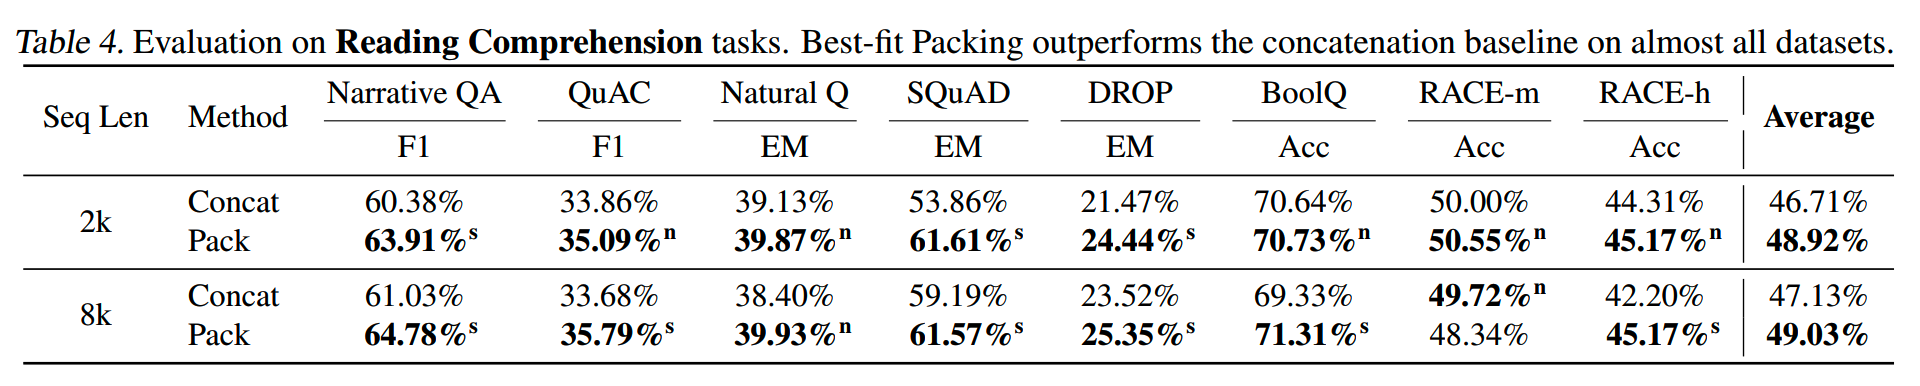 Table 4. Evaluation on Reading Comprehension tasks. Best-fit Packing outperforms the concatenation baseline on almost all datasets.
Seq Len Method Narrative QA QuAC Natural Q SQuAD DROP BoolQ RACE-m RACE-h Average
F1 F1 EM EM EM Acc Acc Acc
2k Concat 60.38% 33.86% 39.13% 53.86% 21.47% 70.64% 50.00% 44.31% 46.71%
Pack 63.91%s 35.09%n 39.87%n 61.61%s 24.44%s 70.73%n 50.55%n 45.17%n 48.92%
8k Concat 61.03% 33.68% 38.40% 59.19% 23.52% 69.33% 49.72%n 42.20% 47.13%
Pack 64.78%s 35.79%s 39.93%n 61.57%s 25.35%s 71.31%s 48.34% 45.17%s 49.03%